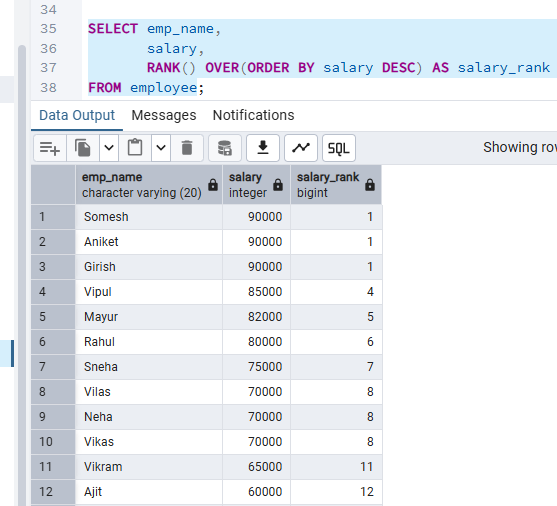 34
35 SELECT emp_name,
36 salary,
37 RANK() OVER(ORDER BY salary DESC) AS salary_rank
38 FROM employee;
Data Output Messages Notifications
SQL Showing
emp_name salary salary_rank
character varying (20) integer bigint
1 Somesh 90000 1
2 Aniket 90000 1
3 Girish 90000 1
4 Vipul 85000 4
5 Mayur 82000 5
6 Rahul 80000 6
7 Sneha 75000 7
8 Vilas 70000 8
9 Neha 70000 8
10 Vikas 70000 8
11 Vikram 65000 11
12 Ajit 60000 12